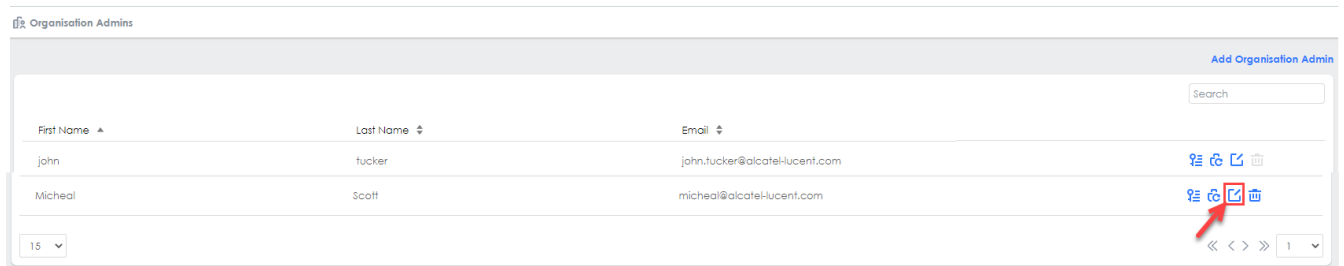 Organisation Admins
Add Organisation Admin
Search
First Name Last Name Email
john tucker john.tucker@alcatel-lucent.com
Micheal Scott micheal@alcatel-lucent.com
15 1